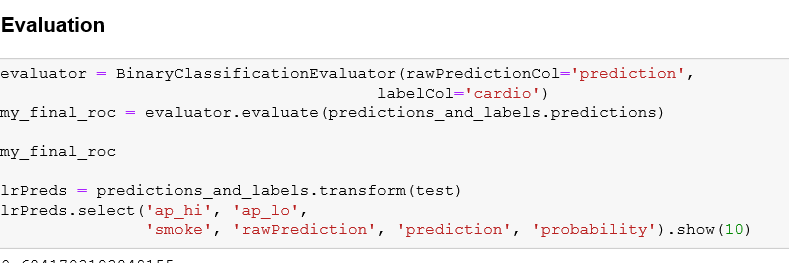 Evaluation
evaluator = BinaryClassificationEvaluator(rawPredictionCol='prediction',
labelCol='cardio')
my_final_roc = evaluator.evaluate(predictions_and_labels.predictions)
my_final_roc
lrPreds = predictions_and_labels.transform(test)
lrPreds.select('ap_hi', 'ap_lo',
'smoke', 'rawPrediction', 'prediction', 'probability').show(10)